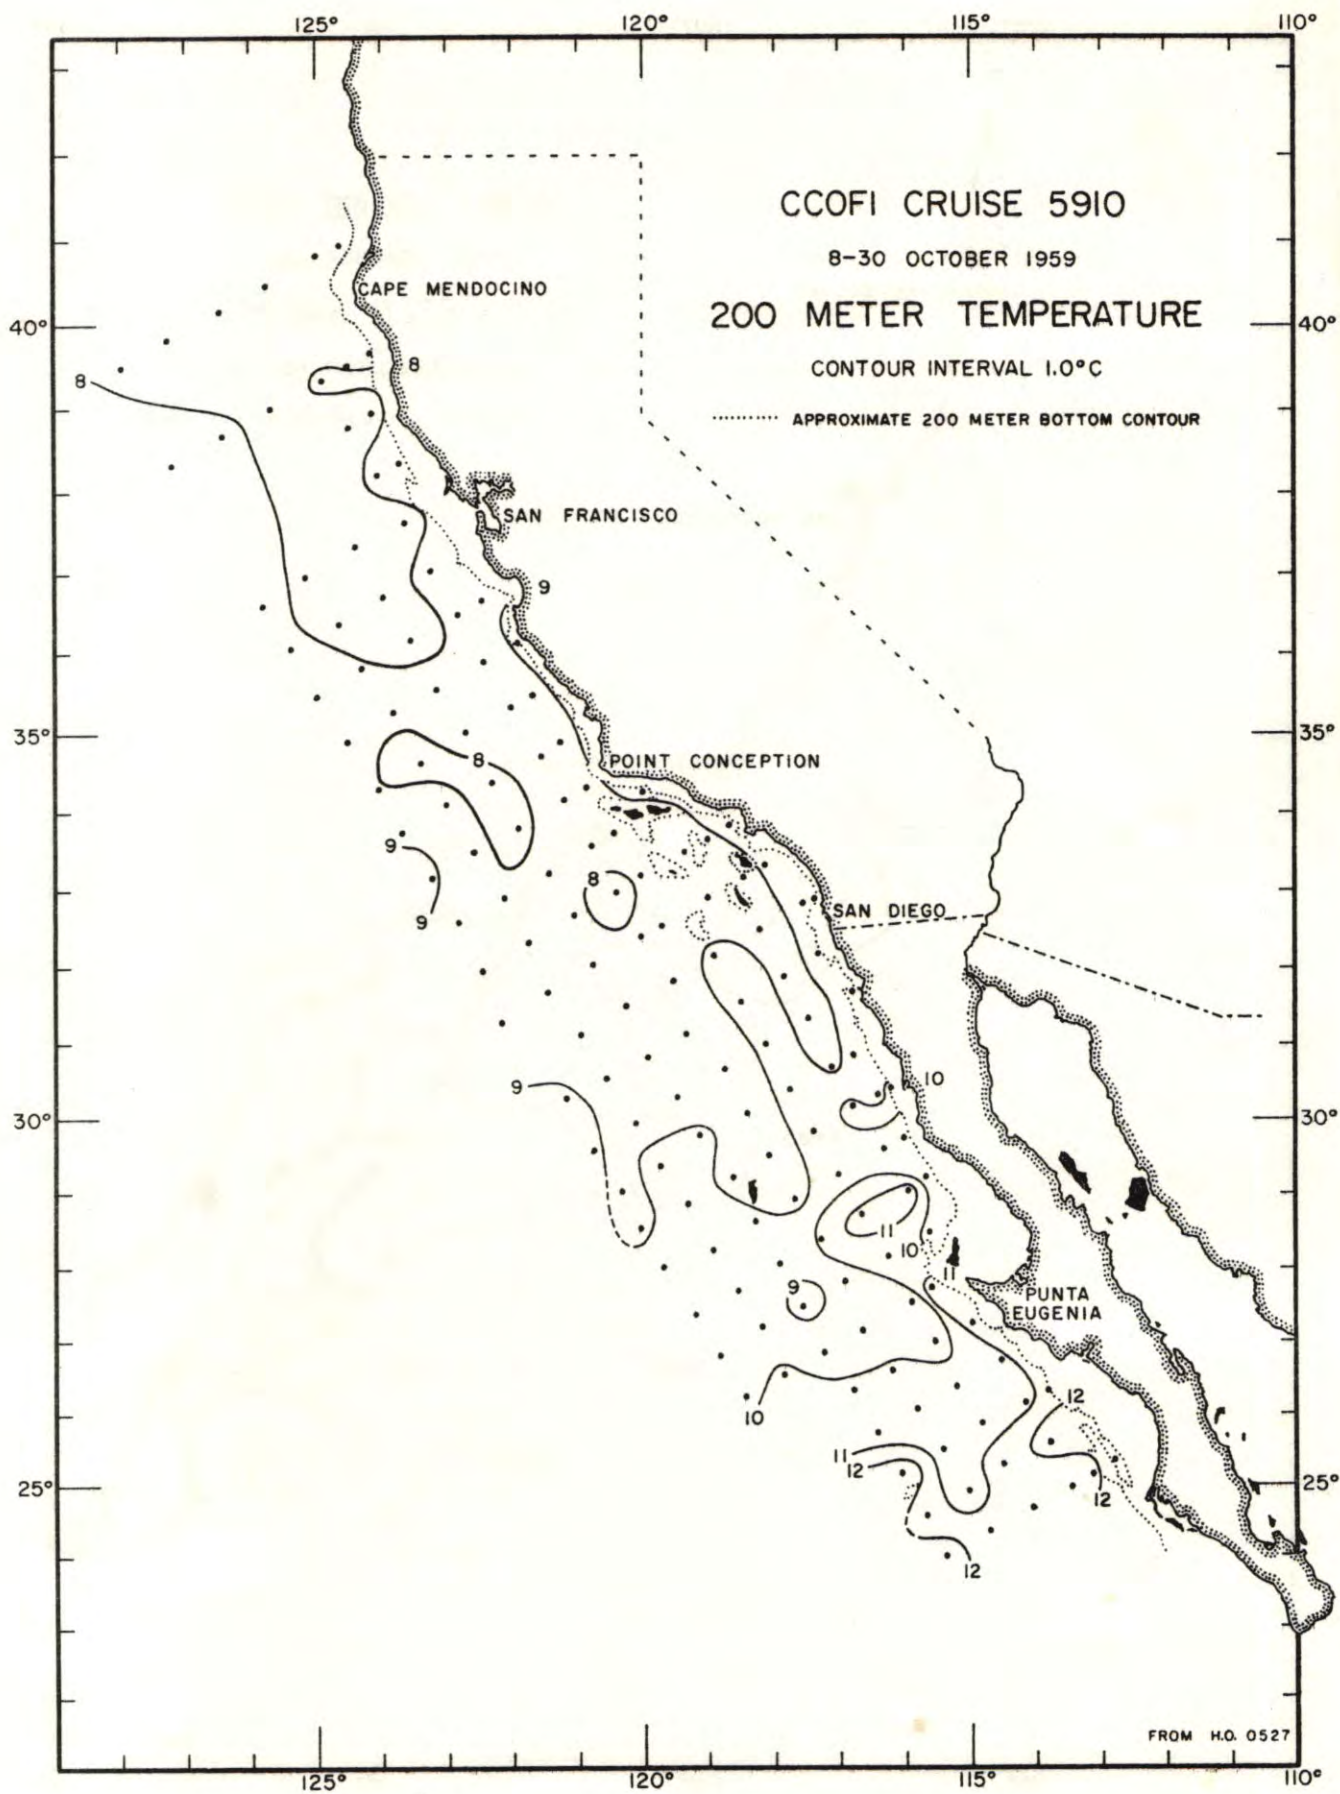 125° 120° 115° 110°
CCOFI CRUISE 5910
8-30 OCTOBER 1959
CAPE MENDOCINO
200 METER TEMPERATURE
40° 40°
CONTOUR INTERVAL 1.0°C
8
8
APPROXIMATE 200 METER BOTTOM CONTOUR
SAN FRANCISCO
9
35° 35°
8
POINT CONCEPTION
9
8
9
SAN DIEGO
9
10
30° 30°
11
10
11
9
PUNTA
EUGENIA
12
10
11
12
25° 25°
12
12
FROM H.O. 0527
125° 120° 115° 110°